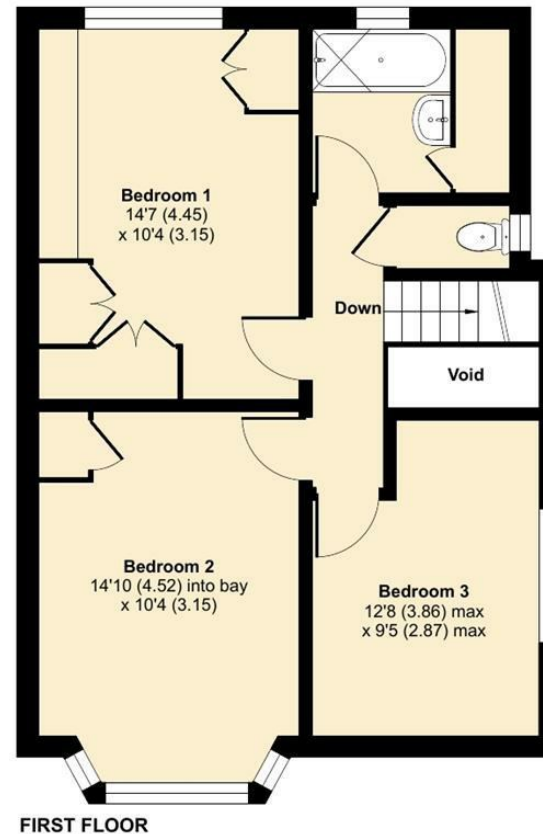 Bedroom 1
14'7 (4.45)
x 10'4 (3.15)
Down
Void
Bedroom 2
14'10 (4.52) into bay
x 10'4 (3.15)
Bedroom 3
12'8 (3.86) max
x 9'5 (2.87) max
FIRST FLOOR